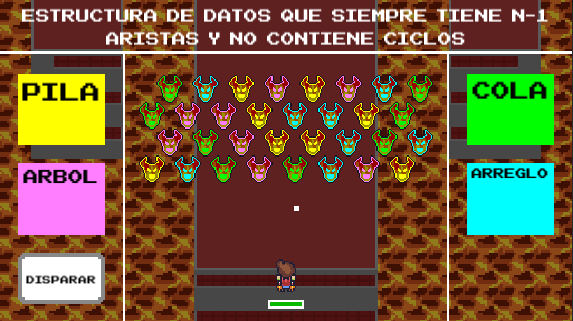 ESTRUCTURA DE DATOS QUE SIEMPRE TIENE N-1
ARISTAS Y NO CONTIENE CICLOS
PILA
COLA
ARBOL
ARREGLO
DISPARAR